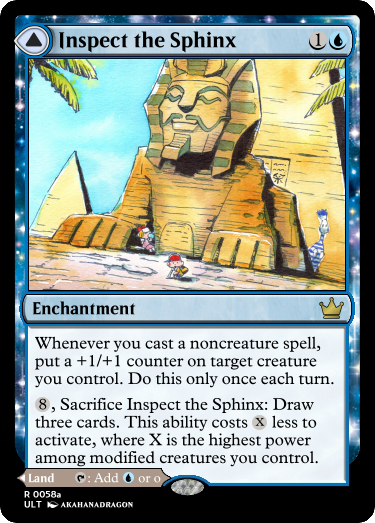 Inspect the Sphinx
1
Enchantment
Whenever you cast a noncreature spell,
put a +1/+1 counter on target creature
you control. Do this only once each turn.
8, Sacrifice Inspect the Sphinx: Draw
three cards. This ability costs X less to
activate, where X is the highest power
among modified creatures you control.
Land : Add or o
R 0058a
ULT AKAHANADRAGON